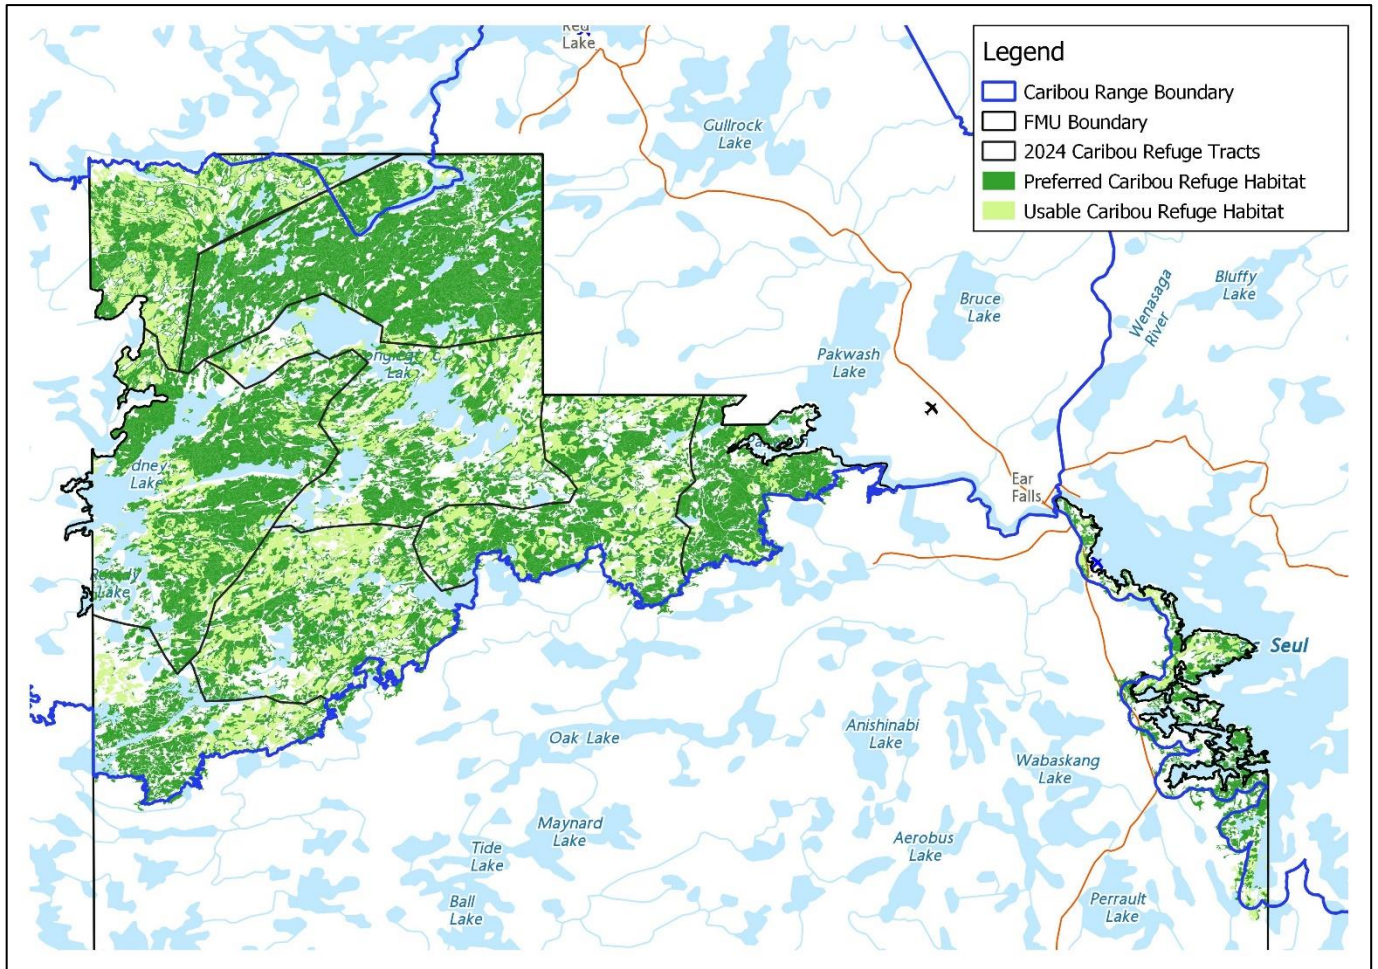 Red
Lake
Legend
Caribou Range Boundary
FMU Boundary
2024 Caribou Refuge Tracts
Preferred Caribou Refuge Habitat
Usable Caribou Refuge Habitat
Gullrock
Lake
Bruce
Lake
Wenasaga
River
Bluffy
Lake
Pakwash
Lake
dney
Lake
Ear
Falls
Lake
Seul
Oak Lake
Anishinabi
Lake
Wabaskang
Lake
Maynard
Lake
Tide
Lake
Aerobus
Lake
Ball
Lake
Perrault
Lake